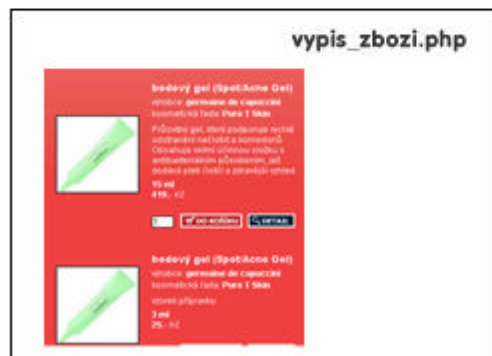 vypis_zbozi.php
bodový gel (Spot/Acne Gel)
výrobce: germaine de capuccini
kosmetická řada: Pure T Skin
Průsvitný gel, který podporuje rychlé
odstranění nečistot a komedonů.
Obsahuje velmi účinnou složku s
antibakteriálním působením, což
dodává pleti čistší a zdravější vzhled.
15 ml
419,- Kč
1
DO KOŠÍKU
DETAIL
bodový gel (Spot/Acne Gel)
výrobce: germaine de capuccini
kosmetická řada: Pure T Skin
vzorek přípravku
3 ml
25,- Kč